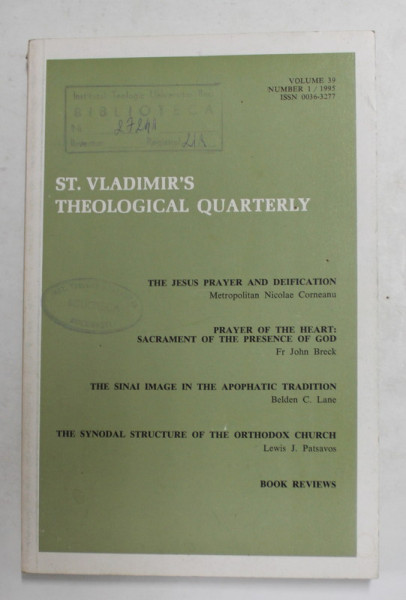 VOLUME 39
NUMBER 1 / 1995
ISSN 0036-3227
BIBLIOTECA
27291
ST. VLADIMIR'S
THEOLOGICAL QUARTERLY
THE JESUS PRAYER AND DEIFICATION
Metropolitan Nicolae Corneanu
PRAYER OF THE HEART:
SACRAMENT OF THE PRESENCE OF GOD
Fr John Breck
THE SINAI IMAGE IN THE APOPHATIC TRADITION
Belden C. Lane
THE SYNODAL STRUCTURE OF THE ORTHODOX CHURCH
Lewis J. Patsavos
BOOK REVIEWS